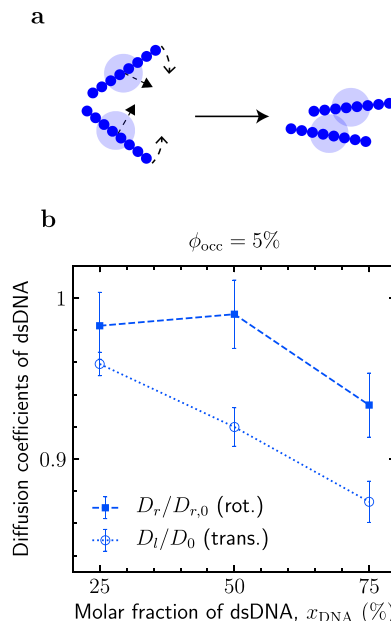 a
b
ϕocc = 5%
Diffusion coefficients of dsDNA
1
0.9
Dr/Dr,0 (rot.)
Dl/D0 (trans.)
25 50 75
Molar fraction of dsDNA, xDNA (%)